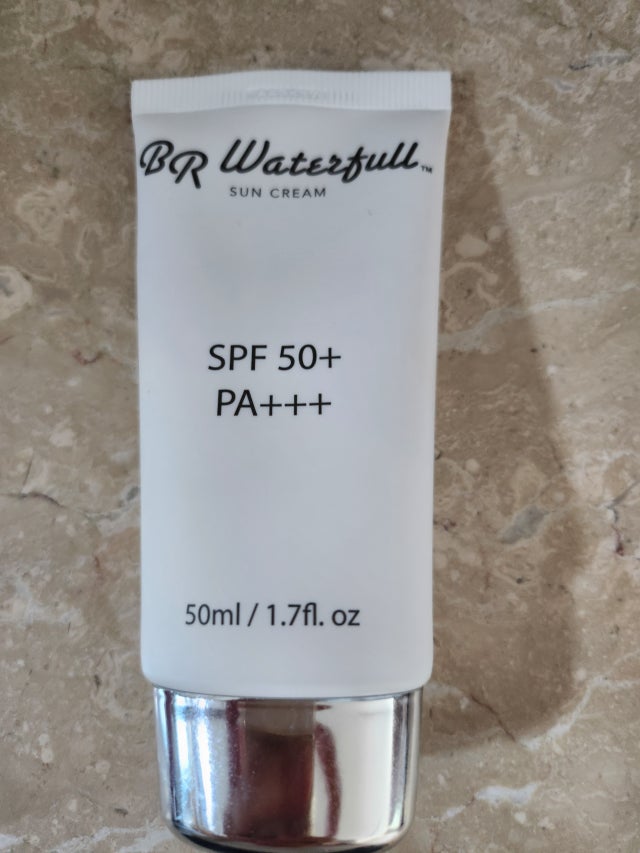 BR Waterfull™
SUN CREAM
SPF 50+
PA+++
50ml / 1.7fl. oz